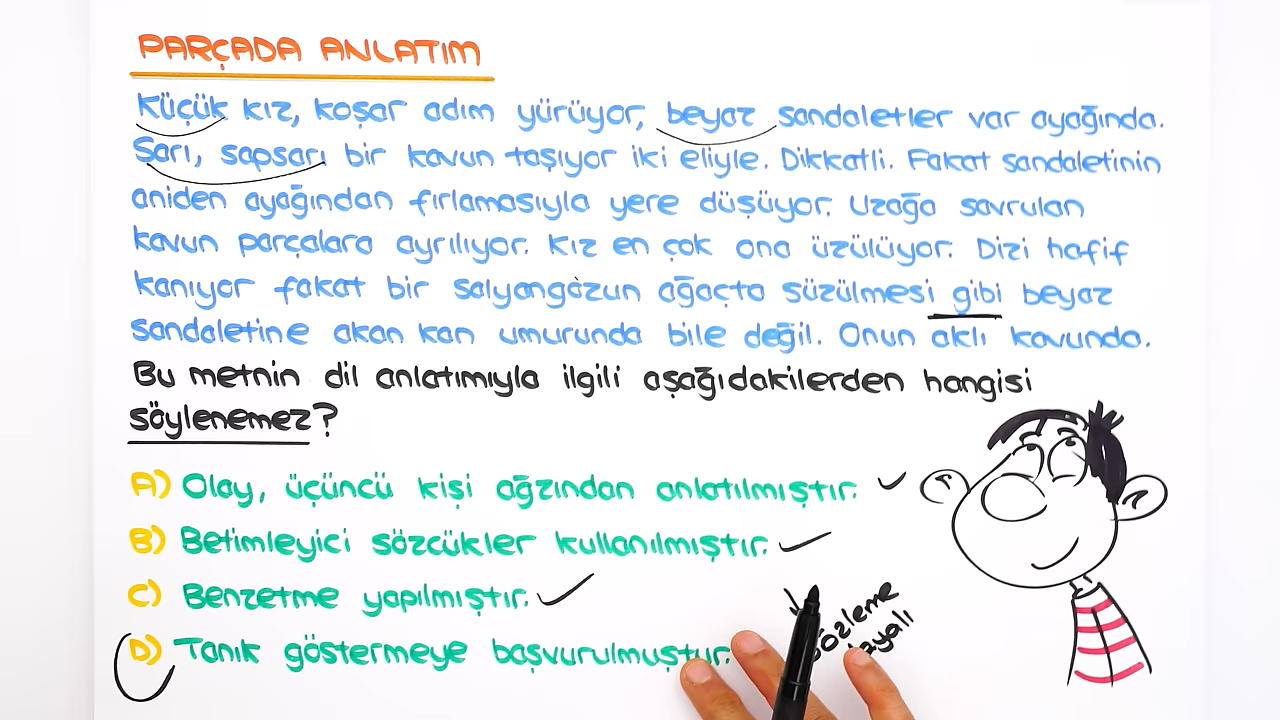 PARÇADA ANLATIM
Küçük kız, koşar adım yürüyor, beyaz sandaletler var ayağında.
Sarı, sapsarı bir kavun taşıyor iki eliyle. Dikkatli. Fakat sandaletinin
aniden ayağından fırlamasıyla yere düşüyor. Uzağa savrulan
kavun parçalara ayrılıyor. Kız en çok ona üzülüyor. Dizi hafif
kanıyor fakat bir salyangozun ağaçta süzülmesi gibi beyaz
sandaletine akan kan umurunda bile değil. Onun aklı kavunda.
Bu metnin dil anlatımıyla ilgili aşağıdakilerden hangisi
söylenemez?
A) Olay, üçüncü kişi ağzından anlatılmıştır.
B) Betimleyici sözcükler kullanılmıştır.
C) Benzetme yapılmıştır.
D) Tanık göstermeye başvurulmuştur.